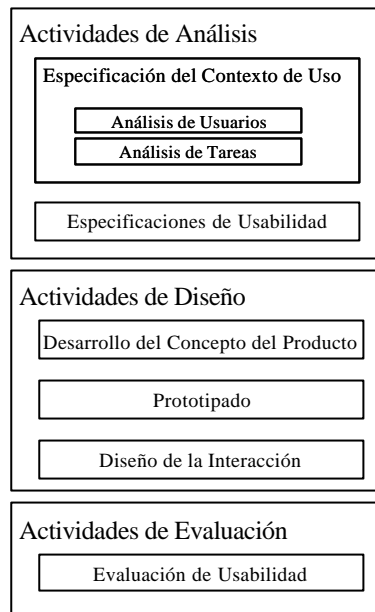 Actividades de Análisis
Especificación del Contexto de Uso
Análisis de Usuarios
Análisis de Tareas
Especificaciones de Usabilidad
Actividades de Diseño
Desarrollo del Concepto del Producto
Prototipado
Diseño de la Interacción
Actividades de Evaluación
Evaluación de Usabilidad